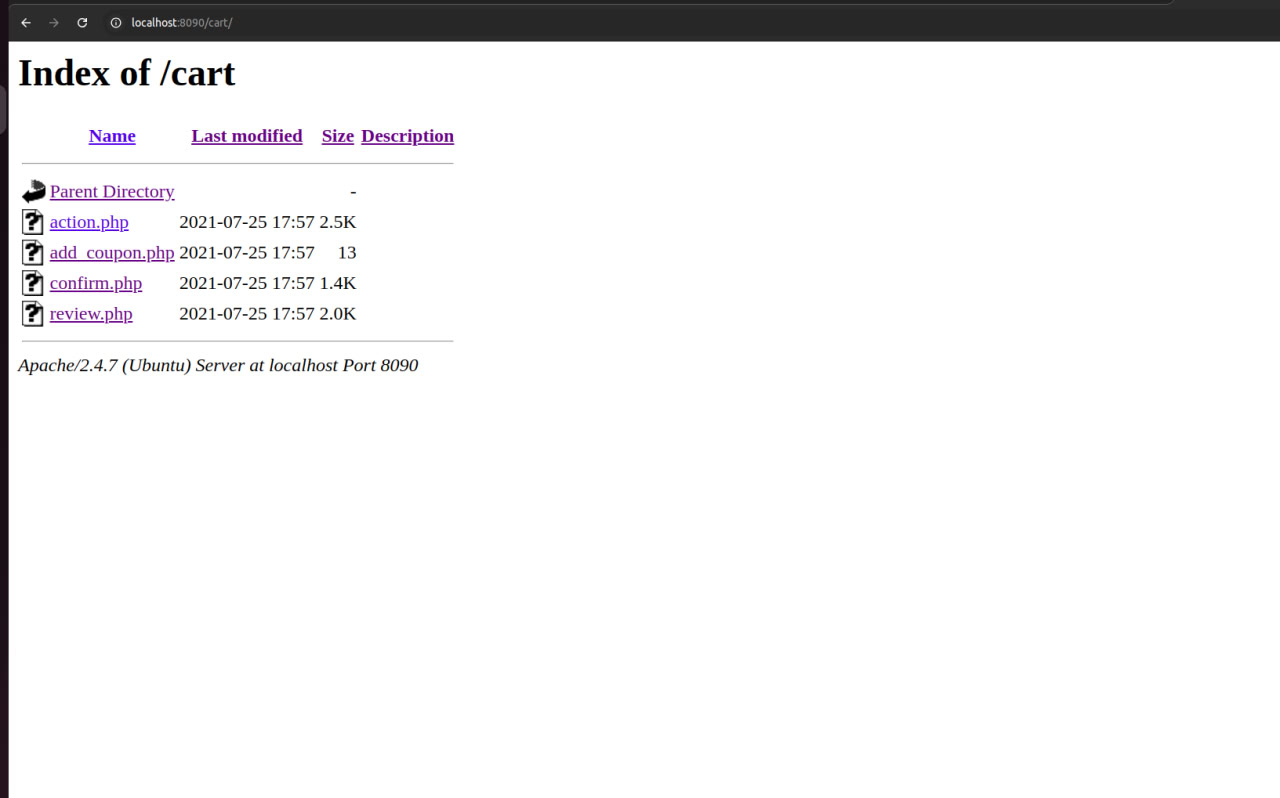 localhost:8090/cart/
Index of /cart
Name Last modified Size Description
Parent Directory -
? action.php 2021-07-25 17:57 2.5K
? add_coupon.php 2021-07-25 17:57 13
? confirm.php 2021-07-25 17:57 1.4K
? review.php 2021-07-25 17:57 2.0K
Apache/2.4.7 (Ubuntu) Server at localhost Port 8090